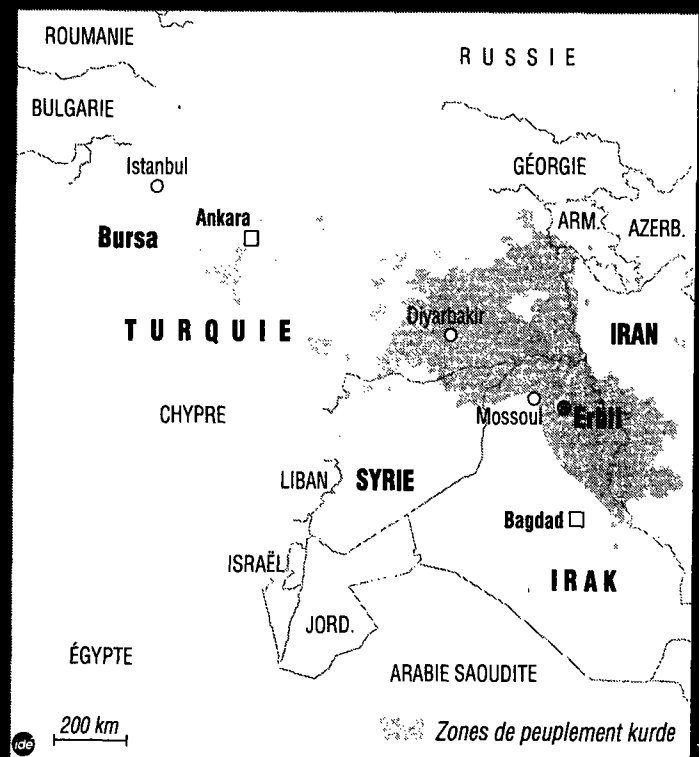 ROUMANIE
RUSSIE
BULGARIE
Istanbul
GÉORGIE
Bursa
Ankara
ARM.
AZERB.
TURQUIE
Diyarbakir
IRAN
CHYPRE
Mossoul
Erbil
LIBAN
SYRIE
Bagdad
ISRAËL
IRAK
JORD.
ÉGYPTE
ARABIE SAOUDITE
200 km
Zones de peuplement kurde
ide